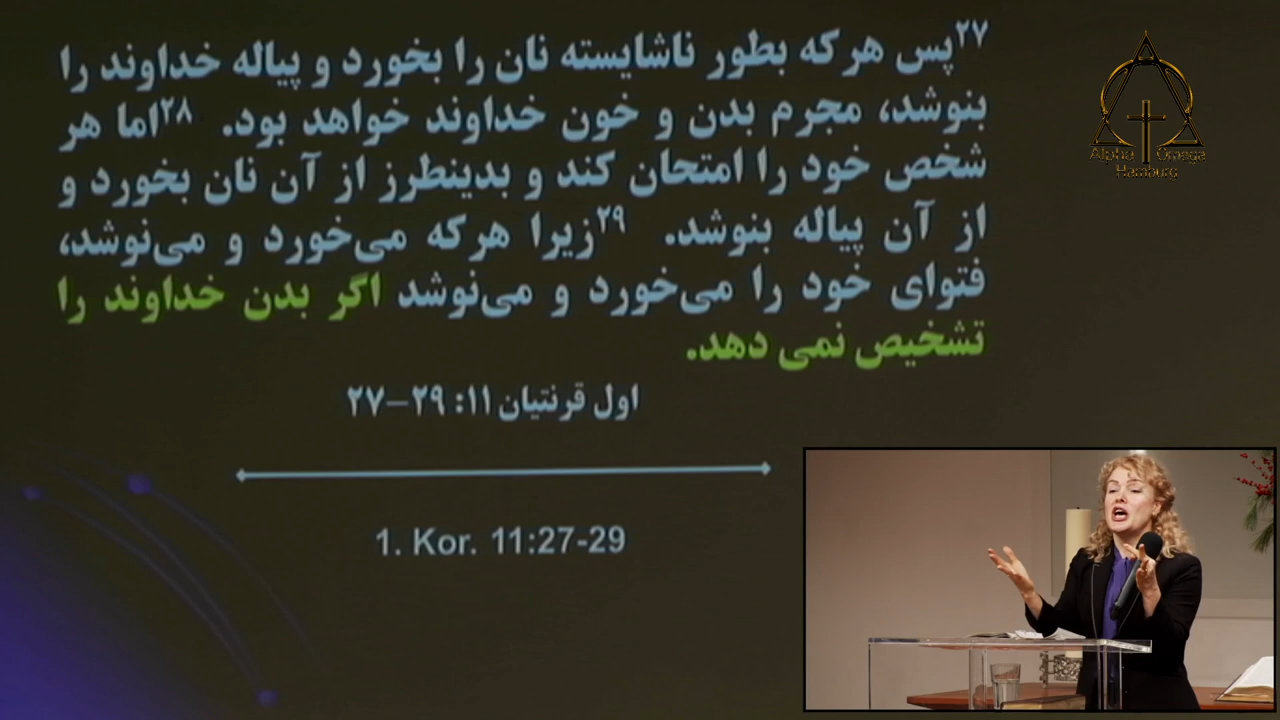 ۲۷پس هر که بطور ناشایسته نان را بخورد و پیاله خداوند را
بنوشد، مجرم بدن و خون خداوند خواهد بود. ۲۸اما هر
شخص خود را امتحان کند و بدینطرز از آن نان بخورد و
از آن پیاله بنوشد. ۲۹زیرا هرکه می‌خورد و می‌نوشد،
فتوای خود را می‌خورد و می‌نوشد اگر بدن خداوند را
تشخیص نمی دهد.
اول قرنتیان ۱۱: ۲۹–۲۷
1. Kor. 11:27-29
Alpha Omega
Hamburg